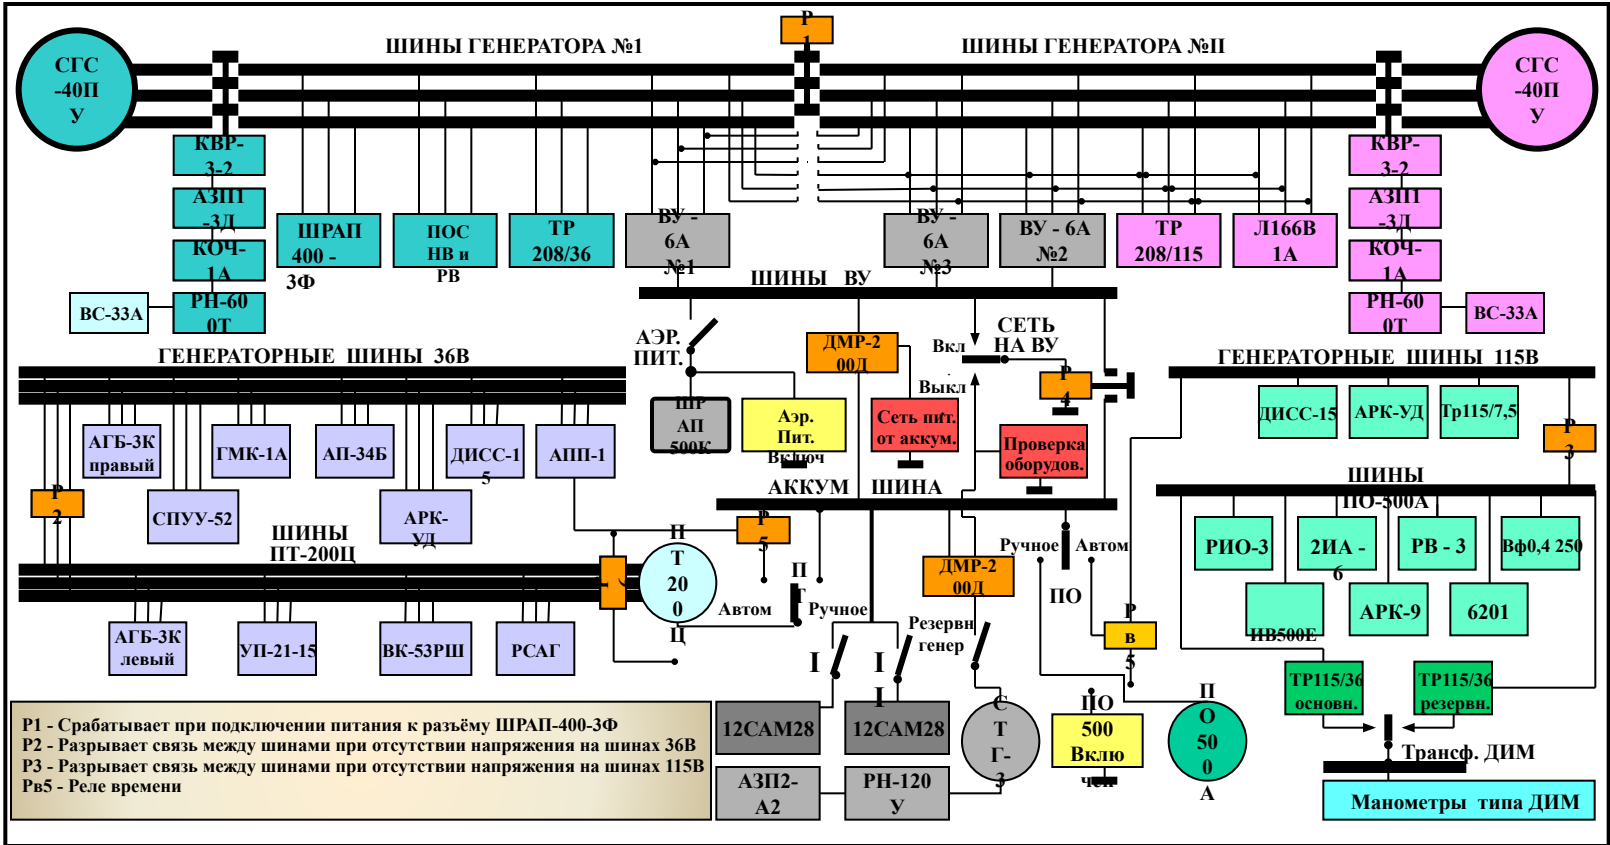 Р
1
ШИНЫ ГЕНЕРАТОРА №1
ШИНЫ ГЕНЕРАТОРА №II
СГС
-40П
У
СГС
-40П
У
КВР-
3-2
АЗП1
-3Д
КОЧ-
1А
РН-60
0Т
ВС-33А
ШРАП
400 -
3Ф
ПОС
НВ и
РВ
ТР
208/36
ВУ -
6А
№1
ВУ -
6А
№3
ВУ - 6А
№2
ТР
208/115
Л166В
1А
КВР-
3-2
АЗП1
-3Д
КОЧ-
1А
РН-60
0Т
ВС-33А
ШИНЫ ВУ
АЭР.
ПИТ.
ДМР-2
00Д
Вкл
СЕТЬ
НА ВУ
Выкл
Р
4
ШР
АП
500К
Аэр.
Пит.
Включ
Сеть пит.
от аккум.
Проверка
оборудов.
ГЕНЕРАТОРНЫЕ ШИНЫ 36В
АГБ-3К
правый
ГМК-1А
АП-34Б
ДИСС-1
5
АПП-1
Р
2
СПУУ-52
АРК-
УД
ШИНЫ
ПТ-200Ц
АГБ-3К
левый
УП-21-15
ВК-53РШ
РСАГ
П
Т
20
0
Ц
ГЕНЕРАТОРНЫЕ ШИНЫ 115В
ДИСС-15
АРК-УД
Тр115/7,5
Р
3
ШИНЫ
ПО-500А
РИО-3
2ИА -
6
РВ - 3
Вф0,4 250
ИВ500Е
АРК-9
6201
АККУМ ШИНА
Р
5
П
Т
Автом
Ручное
ДМР-2
00Д
Ручное
Автом
ПО
Р
в
5
Резервн
генер
I
I
I
12САМ28
12САМ28
С
Т
Г-
3
АЗП2-
А2
РН-120
У
ПО
500
Вклю
чен
П
О
50
0
А
ТР115/36
основн.
ТР115/36
резервн.
Трансф. ДИМ
Манометры типа ДИМ
Р1 - Срабатывает при подключении питания к разъёму ШРАП-400-3Ф
Р2 - Разрывает связь между шинами при отсутствии напряжения на шинах 36В
Р3 - Разрывает связь между шинами при отсутствии напряжения на шинах 115В
Рв5 - Реле времени